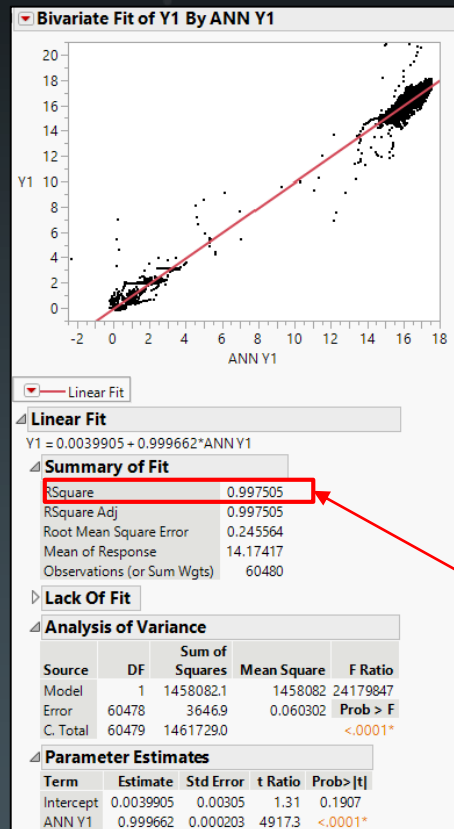 Bivariate Fit of Y1 By ANN Y1
20
18
16
14
12
Y1 10
8
6
4
2
0
-2 0 2 4 6 8 10 12 14 16 18
ANN Y1
Linear Fit
Linear Fit
Y1 = 0.0039905 + 0.999662*ANN Y1
Summary of Fit
RSquare 0.997505
RSquare Adj 0.997505
Root Mean Square Error 0.245564
Mean of Response 14.17417
Observations (or Sum Wgts) 60480
Lack Of Fit
Analysis of Variance
Sum of
Source DF Squares Mean Square F Ratio
Model 1 1458082.1 1458082 24179847
Error 60478 3646.9 0.060302 Prob > F
C. Total 60479 1461729.0 <.0001*
Parameter Estimates
Term Estimate Std Error t Ratio Prob>|t|
Intercept 0.0039905 0.00305 1.31 0.1907
ANN Y1 0.999662 0.000203 4917.3 <.0001*